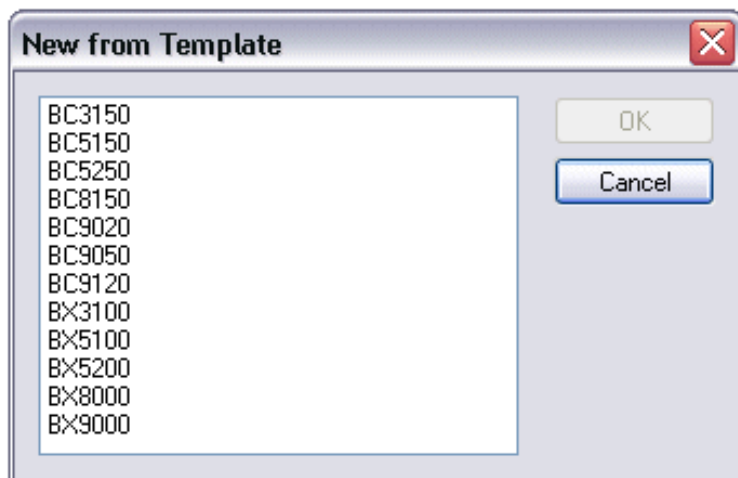 New from Template
BC3150
BC5150
BC5250
BC8150
BC9020
BC9050
BC9120
BX3100
BX5100
BX5200
BX8000
BX9000
OK
Cancel